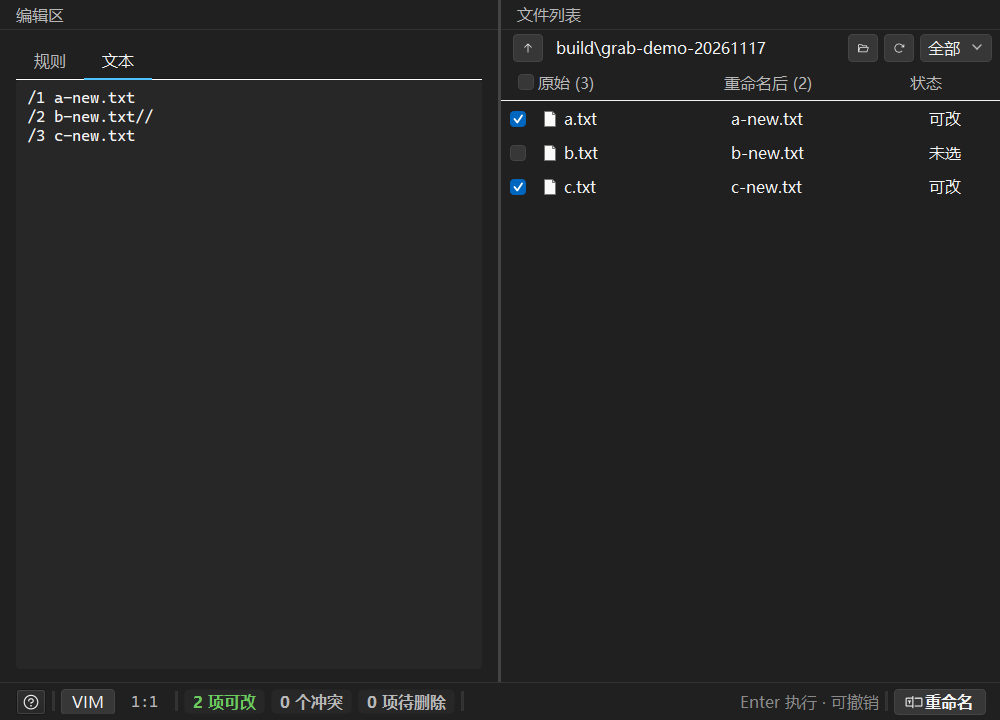 编辑区
规则 文本
/1 a-new.txt
/2 b-new.txt//
/3 c-new.txt
文件列表
build\grab-demo-20261117 全部
原始 (3) 重命名后 (2) 状态
a.txt a-new.txt 可改
b.txt b-new.txt 未选
c.txt c-new.txt 可改
VIM 1:1 2 项可改 0 个冲突 0 项待删除 Enter 执行 · 可撤销 重命名